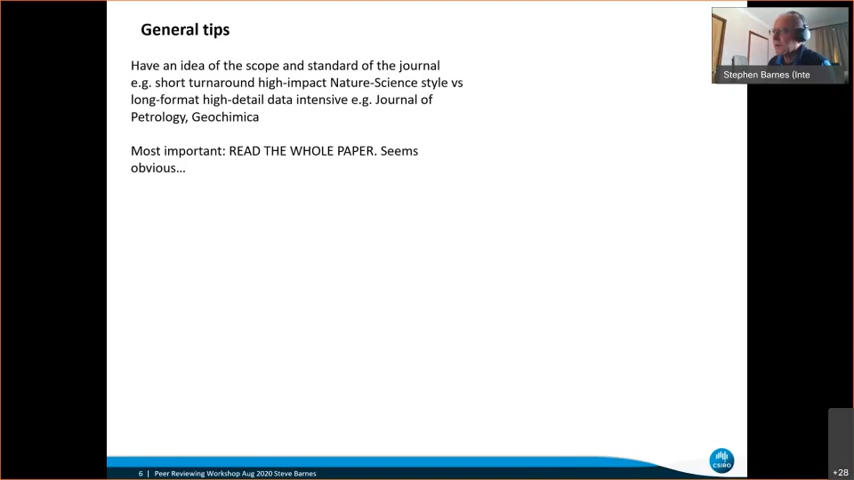 General tips
Have an idea of the scope and standard of the journal
e.g. short turnaround high-impact Nature-Science style vs
long-format high-detail data intensive e.g. Journal of
Petrology, Geochimica
Most important: READ THE WHOLE PAPER. Seems
obvious...
Stephen Barnes (Inte
6 | Peer Reviewing Workshop Aug 2020 Steve Barnes
CSIRO
+28